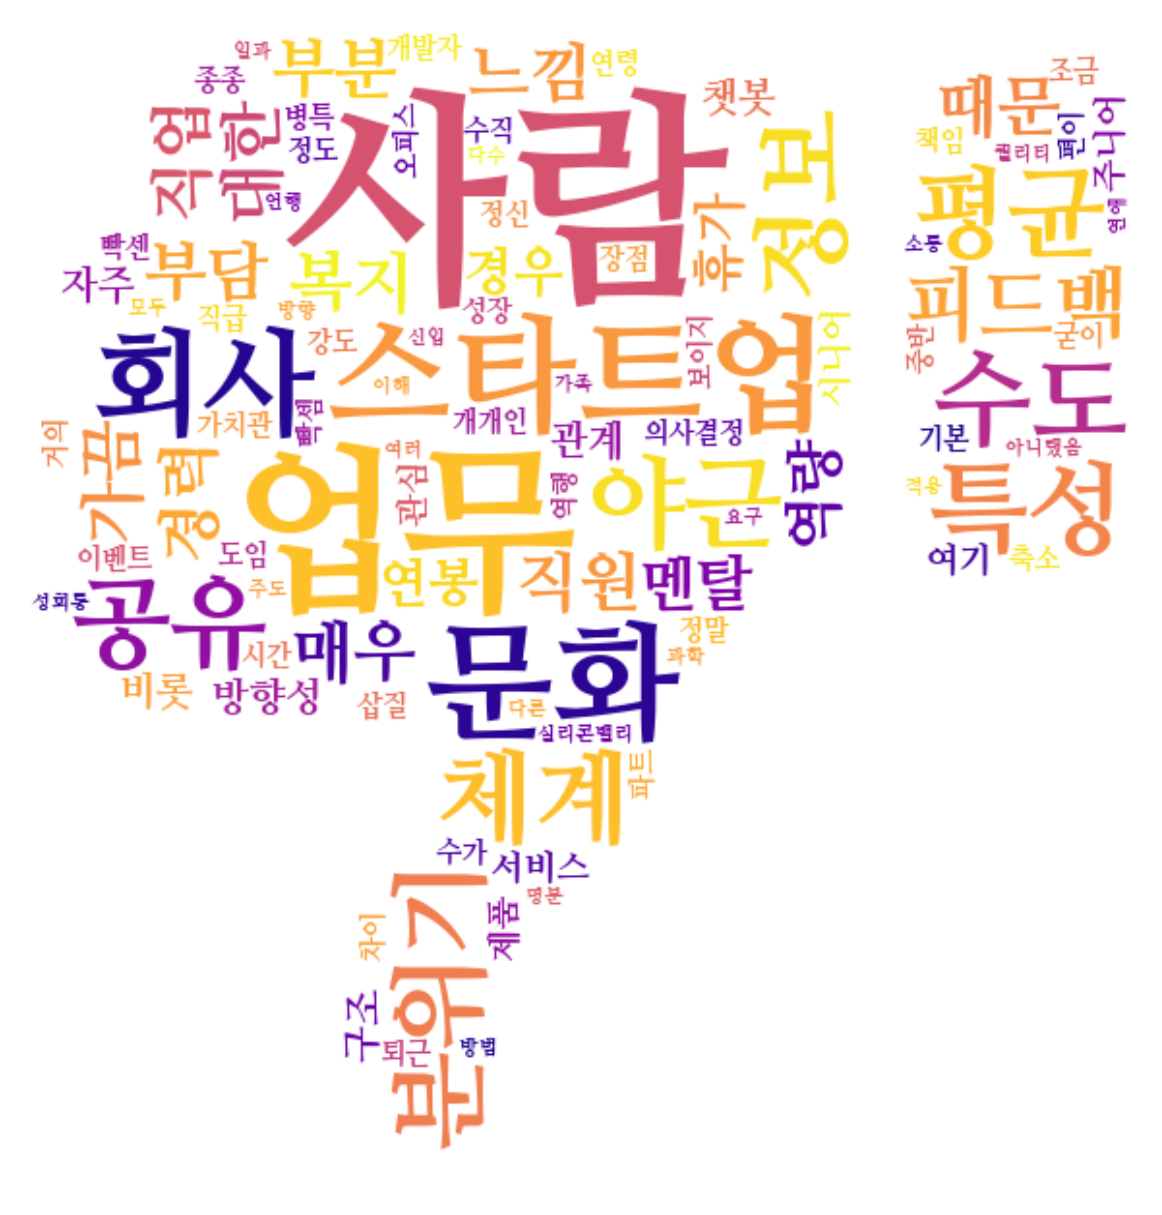 일과
부분
개발자
느낌
연령
종종
챗봇
조금
때문
직업
대한
병특
정도
오피스
수직
다수
사람
정보
책임
퀄리티
편이
주니어
언행
정신
평균
연예
빡센
자주
부담
복지
경우
장점
휴가
소통
모두
직급
방향
성장
피드백
회사
강도
신입
스타트업
보이지
시니어
중반
굳이
이해
가족
수도
가치관
빡셈
개개인
관계
의사결정
기본
아니했음
거의
가끔
경력
업무
여러
관심
역행
야근
요구
역량
적용
특성
이벤트
도임
여기
축소
성희롱
공유
주도
연봉
직원
멘탈
시간
매우
문화
정말
과학
비롯
방향성
삽질
다른
실리콘밸리
체계
파트
수가
서비스
명분
분위기
제품
차이
구조
퇴근
방법